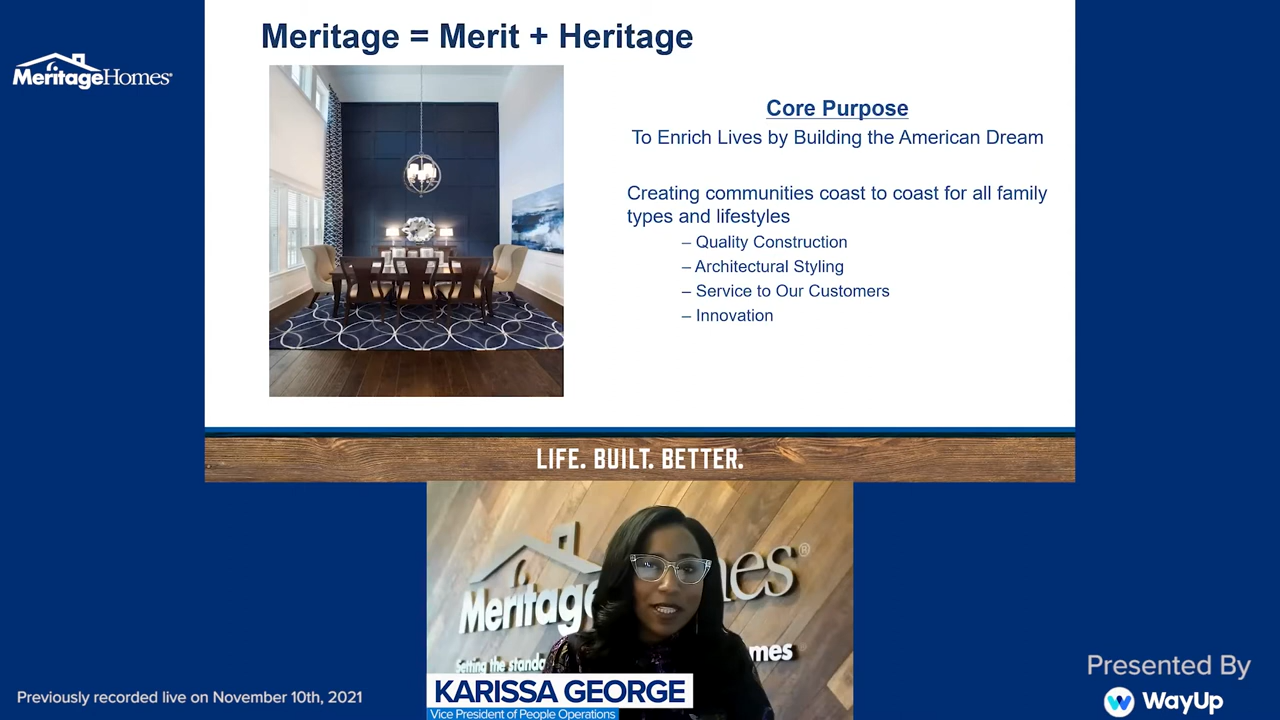 Meritage = Merit + Heritage
MeritageHomes®
Core Purpose
To Enrich Lives by Building the American Dream
Creating communities coast to coast for all family
types and lifestyles
– Quality Construction
– Architectural Styling
– Service to Our Customers
– Innovation
LIFE. BUILT. BETTER.
Meritage mes®
Setting the standa mes
KARISSA GEORGE
Vice President of People Operations
Previously recorded live on November 10th, 2021
Presented By
WayUp